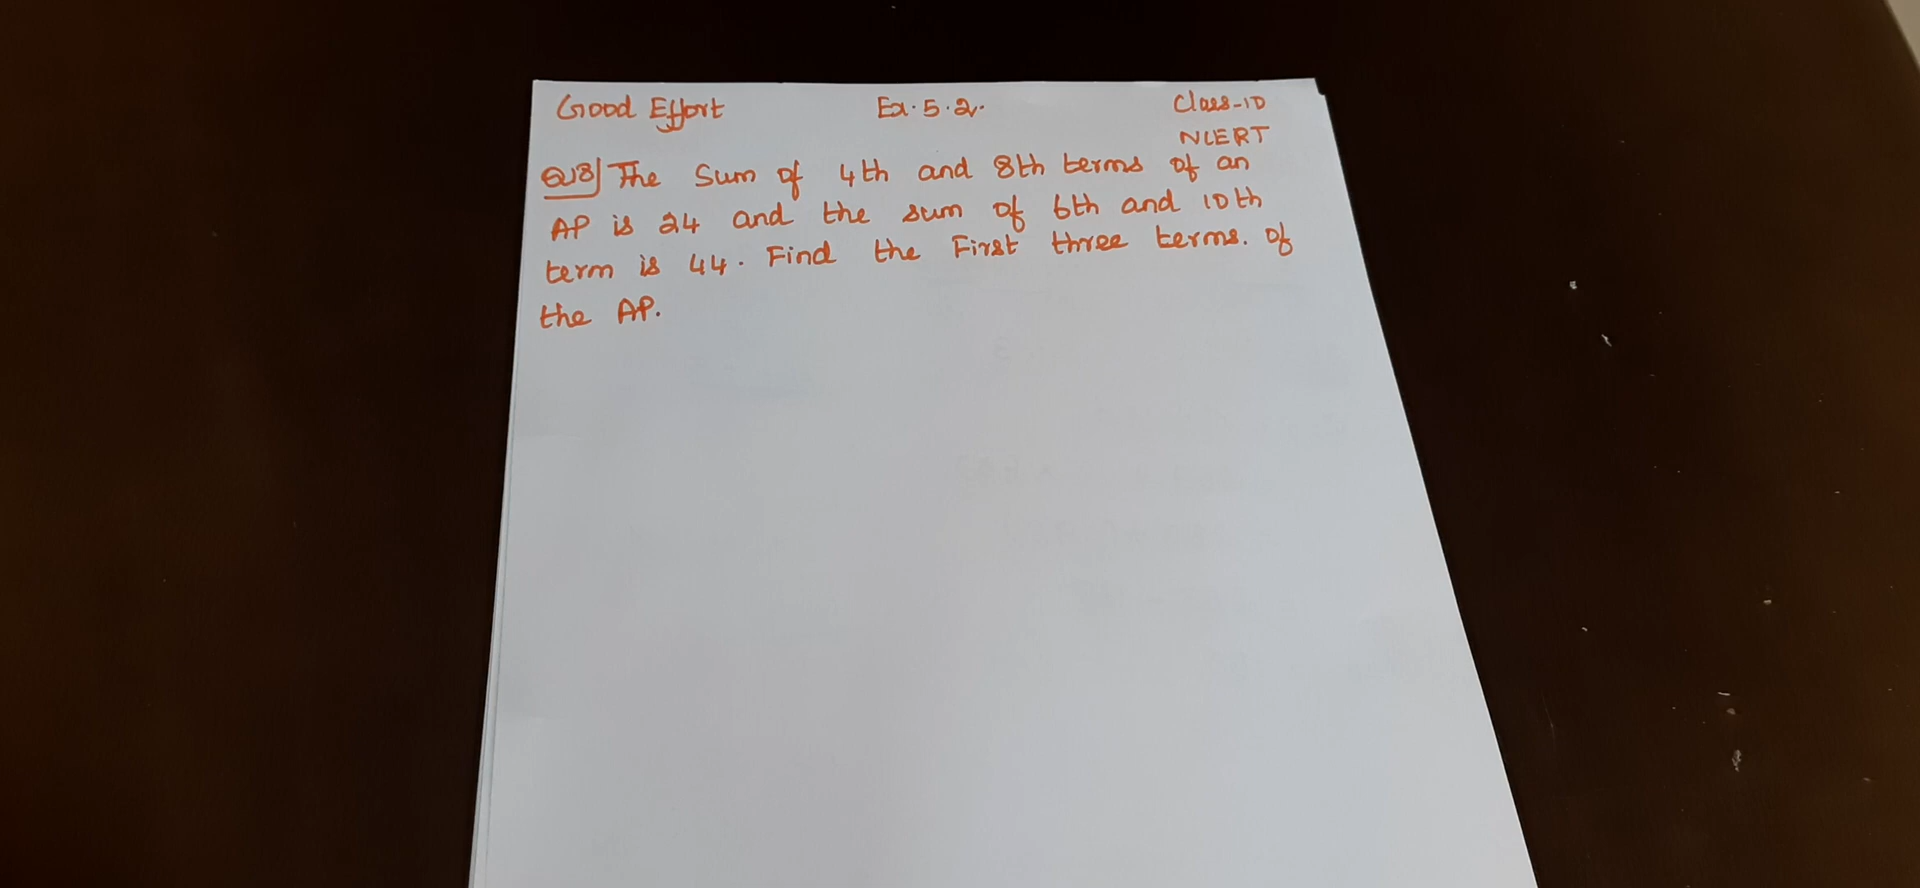 Good Effort Ex. 5.2. Class-10
NCERT
Q18) The Sum of 4th and 8th terms of an
AP is 24 and the sum of 6th and 10th
term is 44. Find the First three terms. of
the AP.